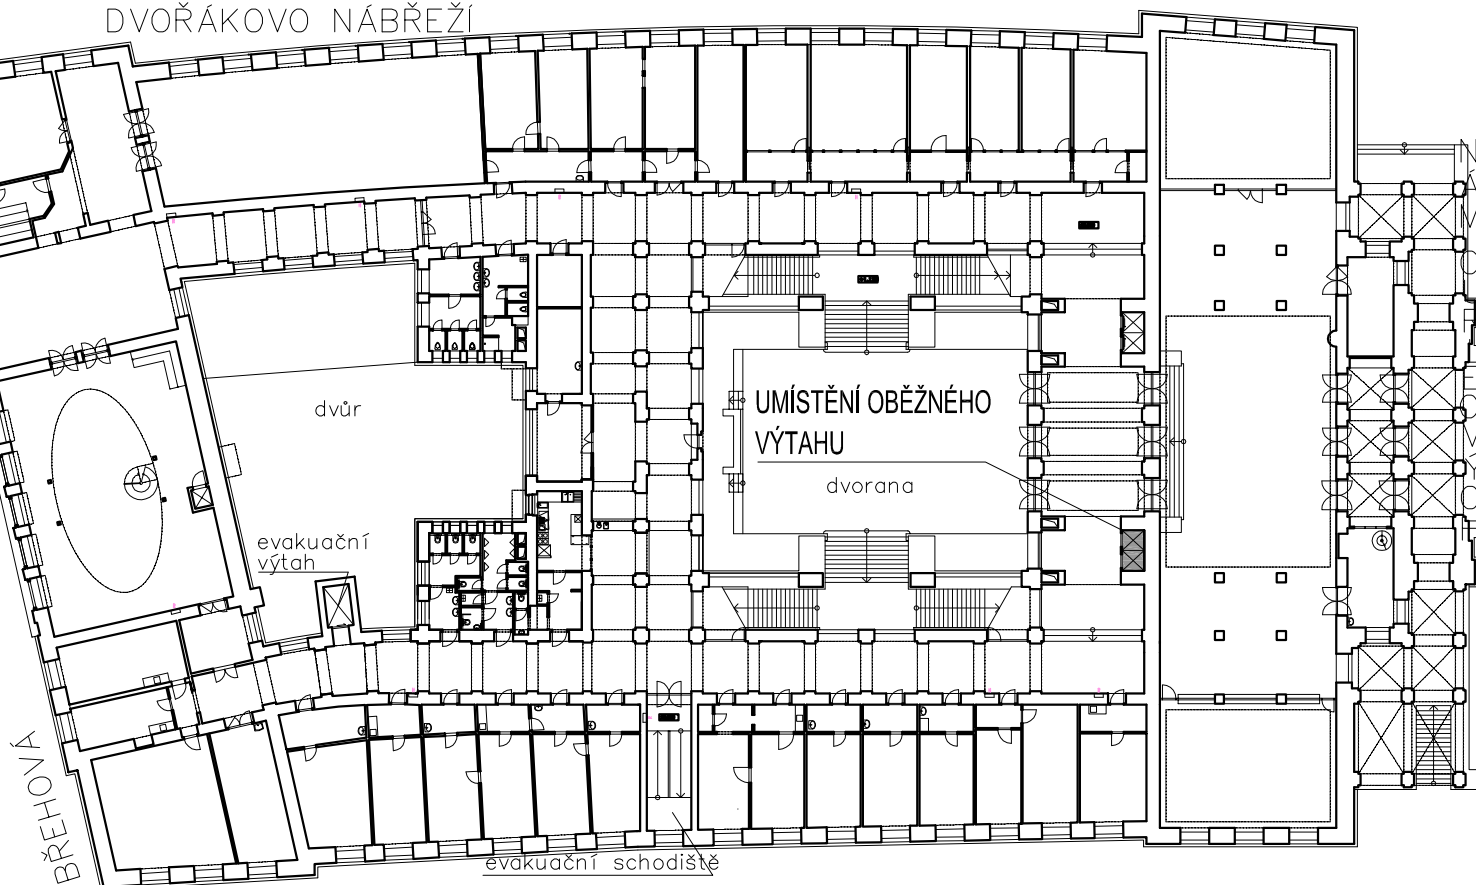 DVOŘÁKOVO NÁBŘEŽÍ
UMÍSTĚNÍ OBĚŽNÉHO
VÝTAHU
dvůr
dvorana
evakuační
výtah
BŘEHOVÁ
evakuační schodiště